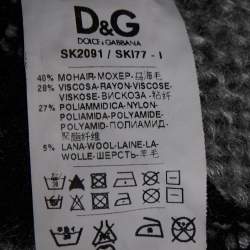 D&G
DOLCE & GABBANA
SK2091 / SKI77 - I
40% MOHAIR-MOXEP-马海毛
28% VISCOSA-RAYON-VISCOSE-
VISKOSE-ВИСКОЗА-粘纤
27% POLIAMMIDICA-NYLON-
POLIAMIDA-POLYAMIDE-
POLYAMID-ПОЛИАМИД-
聚酰纤维
5% LANA-WOOL-LAINE-LA-
WOLLE-ШЕРСТЬ-羊毛